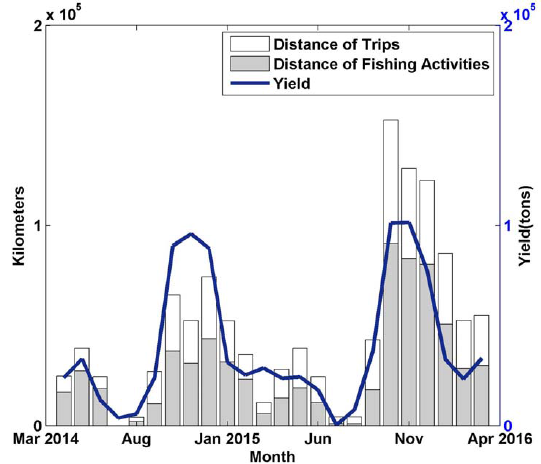 x 10^5
x 10^5
2
2
Distance of Trips
Distance of Fishing Activities
Yield
Kilometers
1
1
Yield(tons)
0
0
Mar 2014 Aug Jan 2015 Jun Nov Apr 2016
Month